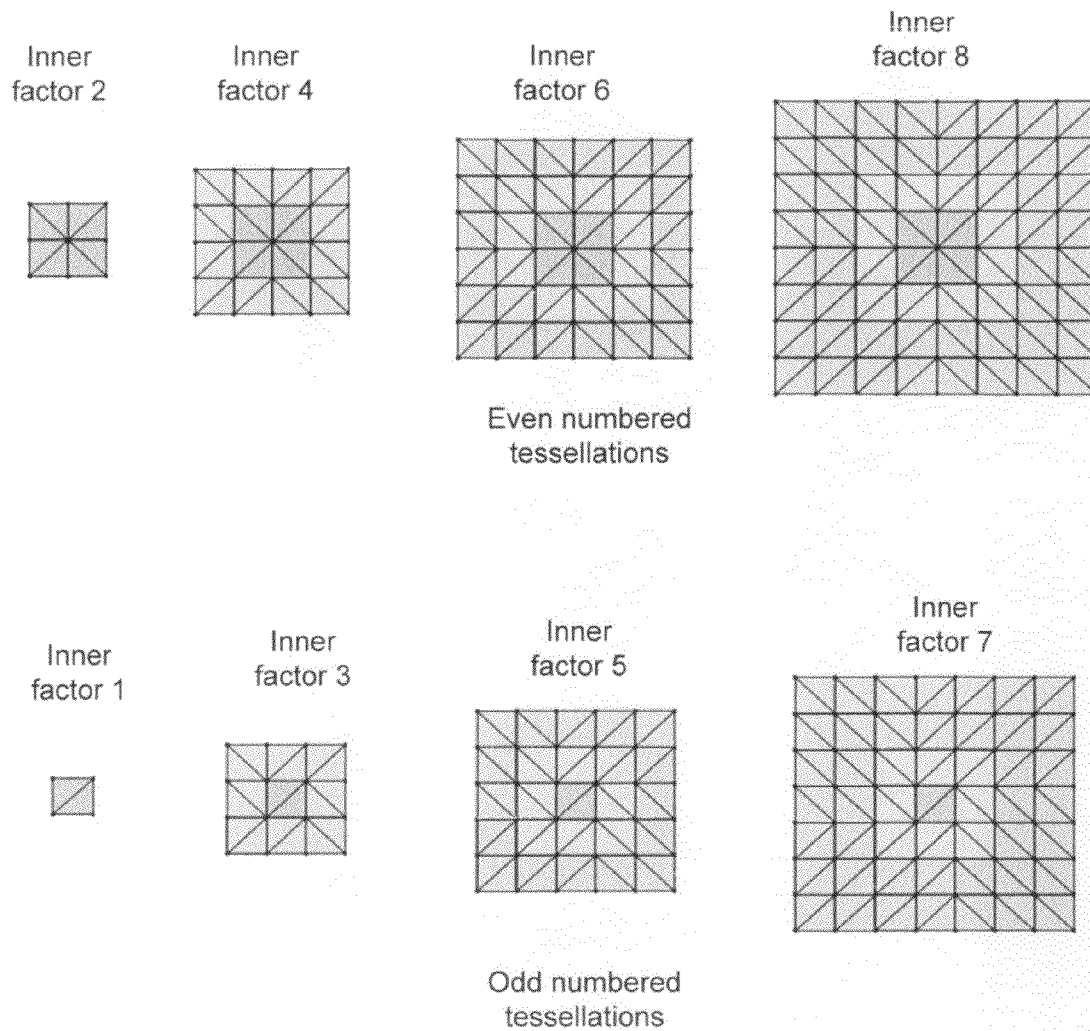 Inner
factor 2
Inner
factor 4
Inner
factor 6
Inner
factor 8
Even numbered
tessellations
Inner
factor 1
Inner
factor 3
Inner
factor 5
Inner
factor 7
Odd numbered
tessellations